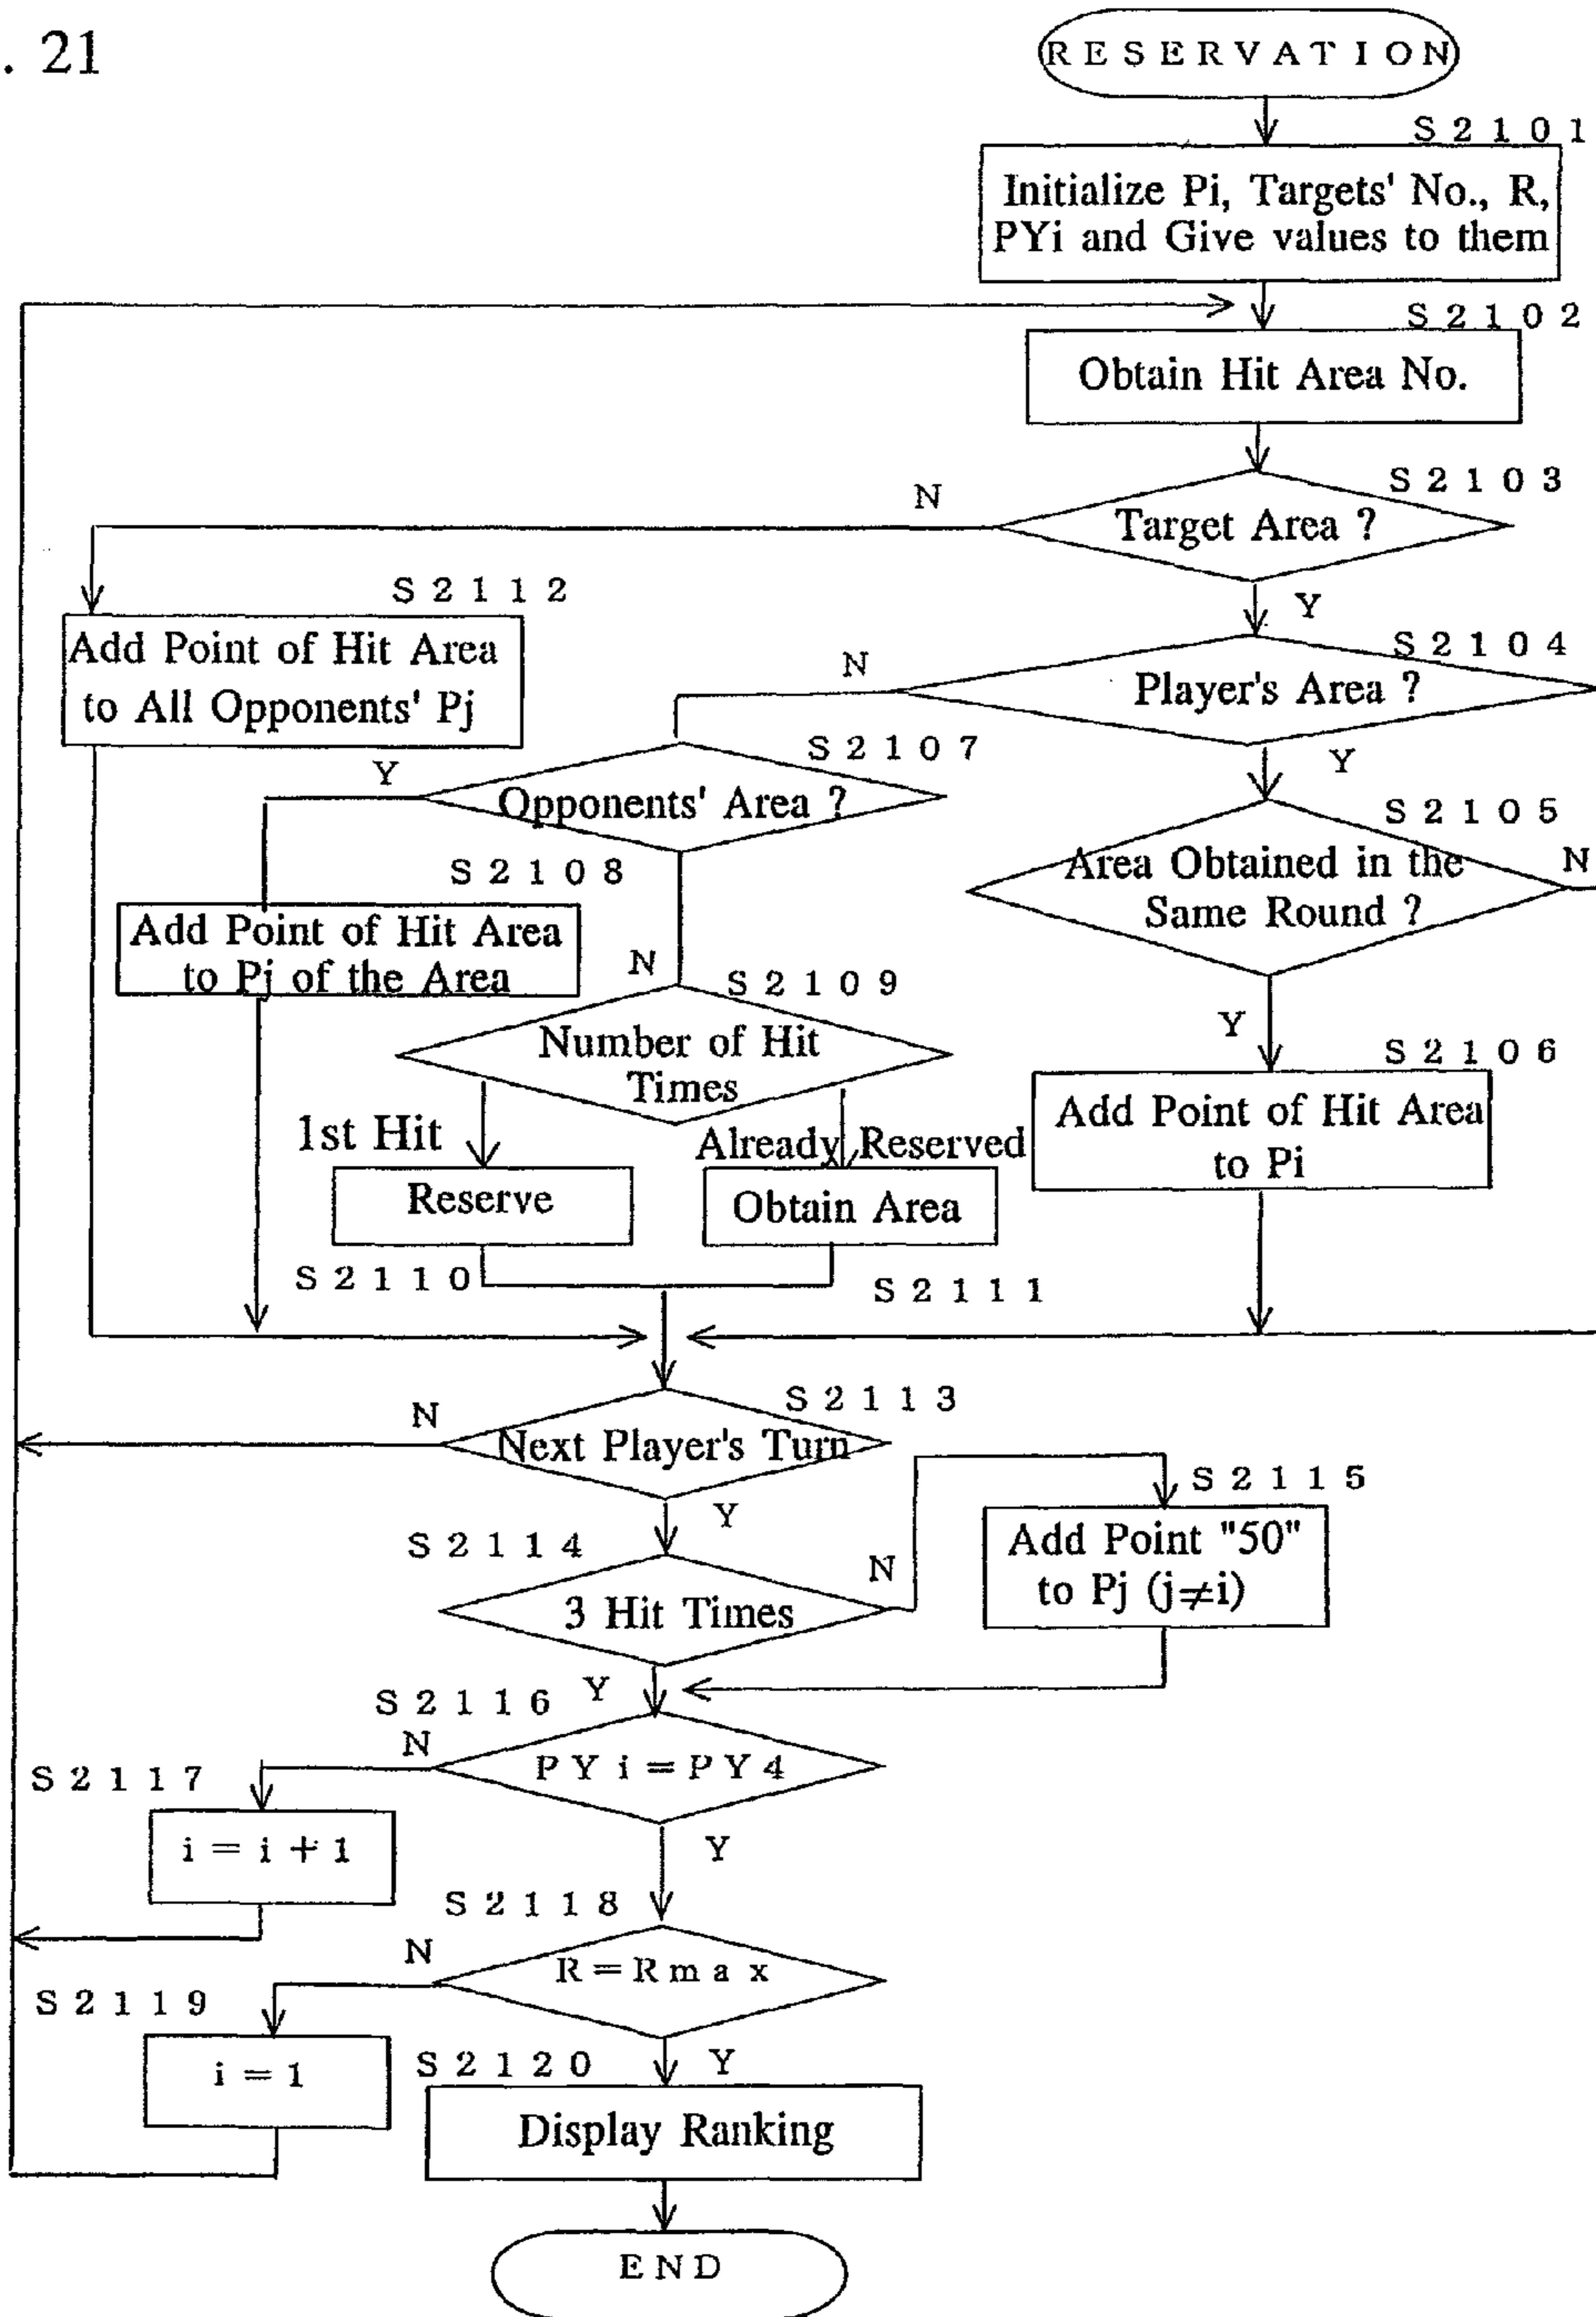 . 21
RESERVATION
S2101
Initialize Pi, Targets' No., R,
PYi and Give values to them
S2102
Obtain Hit Area No.
S2103
N
Target Area ?
Y
S2112
Add Point of Hit Area
to All Opponents' Pj
S2104
N
Player's Area ?
Y
S2107
Y
Opponents' Area ?
S2105
Area Obtained in the
Same Round ?
N
S2108
Add Point of Hit Area
to Pj of the Area
N
S2109
Number of Hit
Times
Y
S2106
Add Point of Hit Area
to Pi
1st Hit
Already Reserved
Reserve
Obtain Area
S2110
S2111
S2113
N
Next Player's Turn
Y
S2115
Add Point "50"
to Pj (j≠i)
S2114
N
3 Hit Times
Y
S2116
N
PYi=PY4
S2117
i = i + 1
Y
S2118
N
R=Rmax
S2119
i = 1
S2120
Y
Display Ranking
END